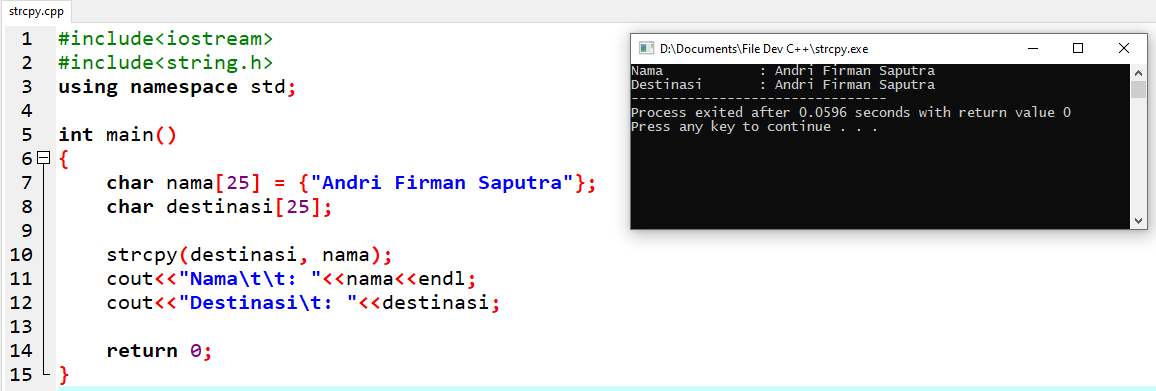 strcpy.cpp
1 #include<iostream>
2 #include<string.h>
3 using namespace std;
4
5 int main()
6 {
7 char nama[25] = {"Andri Firman Saputra"};
8 char destinasi[25];
9
10 strcpy(destinasi, nama);
11 cout<<"Nama\t\t: "<<nama<<endl;
12 cout<<"Destinasi\t: "<<destinasi;
13
14 return 0;
15 }
D:\Documents\File Dev C++\strcpy.exe
Nama : Andri Firman Saputra
Destinasi : Andri Firman Saputra
--------------------------------
Process exited after 0.0596 seconds with return value 0
Press any key to continue . . .